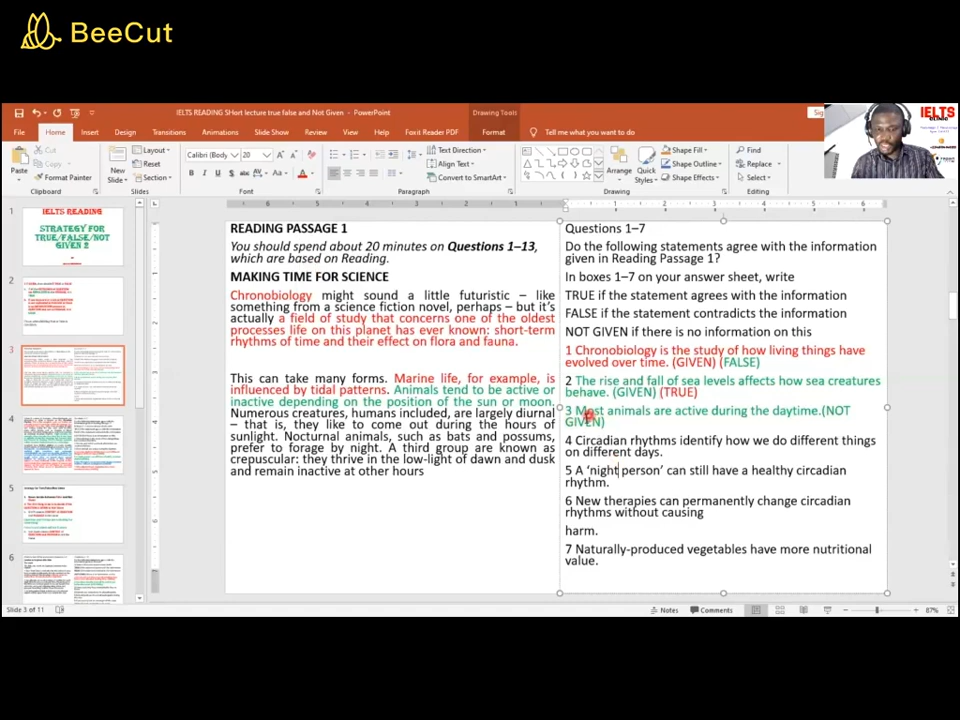 BeeCut
IELTS READING SHort lecture true false and Not Given - PowerPoint
Drawing Tools
Sig
IELTS
CLINIC
File
Home
Insert
Design
Transitions
Animations
Slide Show
Review
View
Help
Foxit Reader PDF
Format
Tell me what you want to do
Paste
Cut
Copy
Format Painter
Clipboard
New
Slide
Layout
Reset
Section
Slides
Calibri (Body)
20
Font
Text Direction
Align Text
Convert to SmartArt
Paragraph
Arrange
Quick
Styles
Shape Fill
Shape Outline
Shape Effects
Drawing
Find
Replace
Select
Editing
1
IELTS READING
STRATEGY FOR
TRUE/FALSE/NOT
GIVEN 2
2
3
4
5
6
READING PASSAGE 1
You should spend about 20 minutes on Questions 1–13,
which are based on Reading.
MAKING TIME FOR SCIENCE
Chronobiology might sound a little futuristic – like
something from a science fiction novel, perhaps – but it's
actually a field of study that concerns one of the oldest
processes life on this planet has ever known: short-term
rhythms of time and their effect on flora and fauna.
This can take many forms. Marine life, for example, is
influenced by tidal patterns. Animals tend to be active or
inactive depending on the position of the sun or moon.
Numerous creatures, humans included, are largely diurnal
– that is, they like to come out during the hours of
sunlight. Nocturnal animals, such as bats and possums,
prefer to forage by night. A third group are known as
crepuscular: they thrive in the low-light of dawn and dusk
and remain inactive at other hours
Questions 1–7
Do the following statements agree with the information
given in Reading Passage 1?
In boxes 1–7 on your answer sheet, write
TRUE if the statement agrees with the information
FALSE if the statement contradicts the information
NOT GIVEN if there is no information on this
1 Chronobiology is the study of how living things have
evolved over time. (GIVEN) (FALSE)
2 The rise and fall of sea levels affects how sea creatures
behave. (GIVEN) (TRUE)
3 Most animals are active during the daytime.(NOT
GIVEN)
4 Circadian rhythms identify how we do different things
on different days.
5 A ‘night person’ can still have a healthy circadian
rhythm.
6 New therapies can permanently change circadian
rhythms without causing
harm.
7 Naturally-produced vegetables have more nutritional
value.
Slide 3 of 11
Notes
Comments
87%